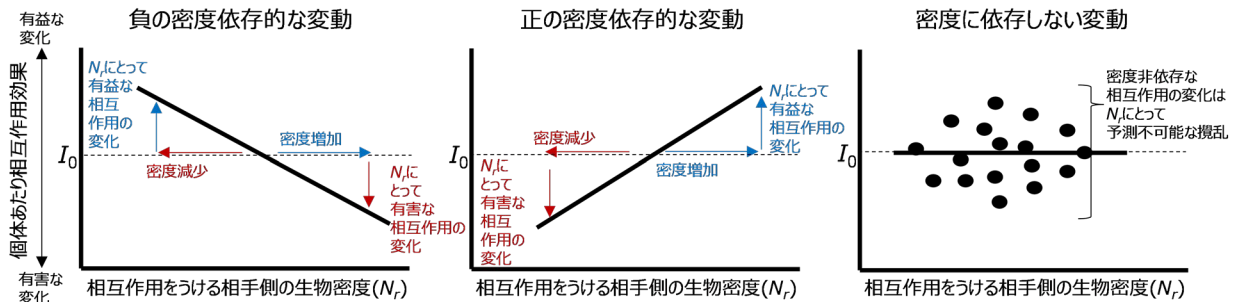 負の密度依存的な変動
正の密度依存的な変動
密度に依存しない変動
有益な
変化
個体あたり相互作用効果
有害な
変化
Nrにとって
有益な
相互
作用の
変化
密度増加
I0
密度減少
Nrに
とって
有害な
相互作用の
変化
相互作用をうける相手側の生物密度(Nr)
Nrにとって
有益な
相互作用の
変化
密度減少
I0
密度増加
Nrに
とって
有害な
相互
作用の
変化
相互作用をうける相手側の生物密度(Nr)
密度非依存な
相互作用の変化は
Nrにとって
予測不可能な攪乱
I0
相互作用をうける相手側の生物密度(Nr)